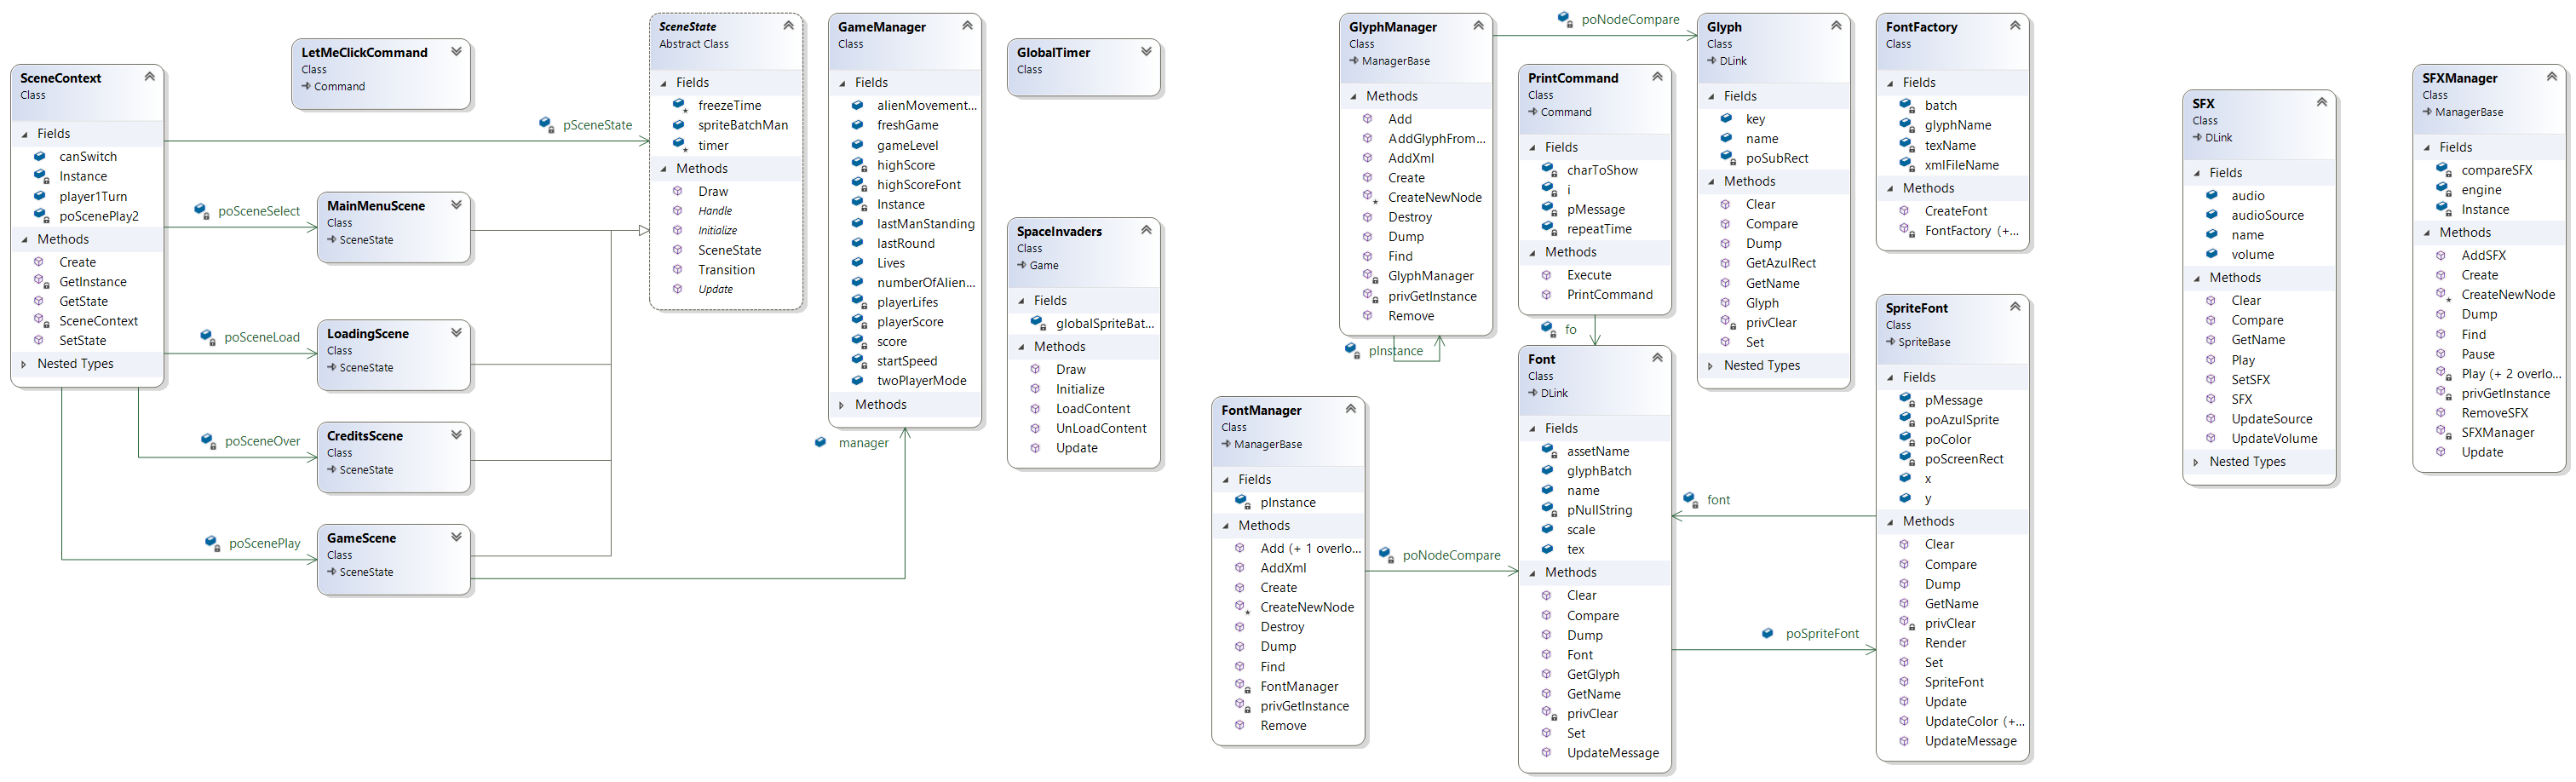 SceneContext
Class
Fields
canSwitch
Instance
player1Turn
poScenePlay2
Methods
Create
GetInstance
GetState
SceneContext
SetState
Nested Types
LetMeClickCommand
Class
Command
pSceneState
poSceneSelect
MainMenuScene
Class
SceneState
poSceneLoad
LoadingScene
Class
SceneState
poSceneOver
CreditsScene
Class
SceneState
poScenePlay
GameScene
Class
SceneState
SceneState
Abstract Class
Fields
freezeTime
spriteBatchMan
timer
Methods
Draw
Handle
Initialize
SceneState
Transition
Update
GameManager
Class
Fields
alienMovement...
freshGame
gameLevel
highScore
highScoreFont
Instance
lastManStanding
lastRound
Lives
numberOfAlien...
playerLifes
playerScore
score
startSpeed
twoPlayerMode
Methods
manager
GlobalTimer
Class
SpaceInvaders
Class
Game
Fields
globalSpriteBat...
Methods
Draw
Initialize
LoadContent
UnLoadContent
Update
GlyphManager
Class
ManagerBase
Methods
Add
AddGlyphFrom...
AddXml
Create
CreateNewNode
Destroy
Dump
Find
GlyphManager
privGetInstance
Remove
pInstance
poNodeCompare
FontManager
Class
ManagerBase
Fields
pInstance
Methods
Add (+ 1 overlo...
AddXml
Create
CreateNewNode
Destroy
Dump
Find
FontManager
privGetInstance
Remove
poNodeCompare
PrintCommand
Class
Command
Fields
charToShow
i
pMessage
repeatTime
Methods
Execute
PrintCommand
fo
Font
Class
DLink
Fields
assetName
glyphBatch
name
pNullString
scale
tex
Methods
Clear
Compare
Dump
Font
GetGlyph
GetName
privClear
Set
UpdateMessage
Glyph
Class
DLink
Fields
key
name
poSubRect
Methods
Clear
Compare
Dump
GetAzulRect
GetName
Glyph
privClear
Set
Nested Types
font
poSpriteFont
FontFactory
Class
Fields
batch
glyphName
texName
xmlFileName
Methods
CreateFont
FontFactory (+...
SpriteFont
Class
SpriteBase
Fields
pMessage
poAzulSprite
poColor
poScreenRect
x
y
Methods
Clear
Compare
Dump
GetName
privClear
Render
Set
SpriteFont
Update
UpdateColor (+...
UpdateMessage
SFX
Class
DLink
Fields
audio
audioSource
name
volume
Methods
Clear
Compare
GetName
Play
SetSFX
SFX
UpdateSource
UpdateVolume
Nested Types
SFXManager
Class
ManagerBase
Fields
compareSFX
engine
Instance
Methods
AddSFX
Create
CreateNewNode
Dump
Find
Pause
Play (+ 2 overlo...
privGetInstance
RemoveSFX
SFXManager
Update